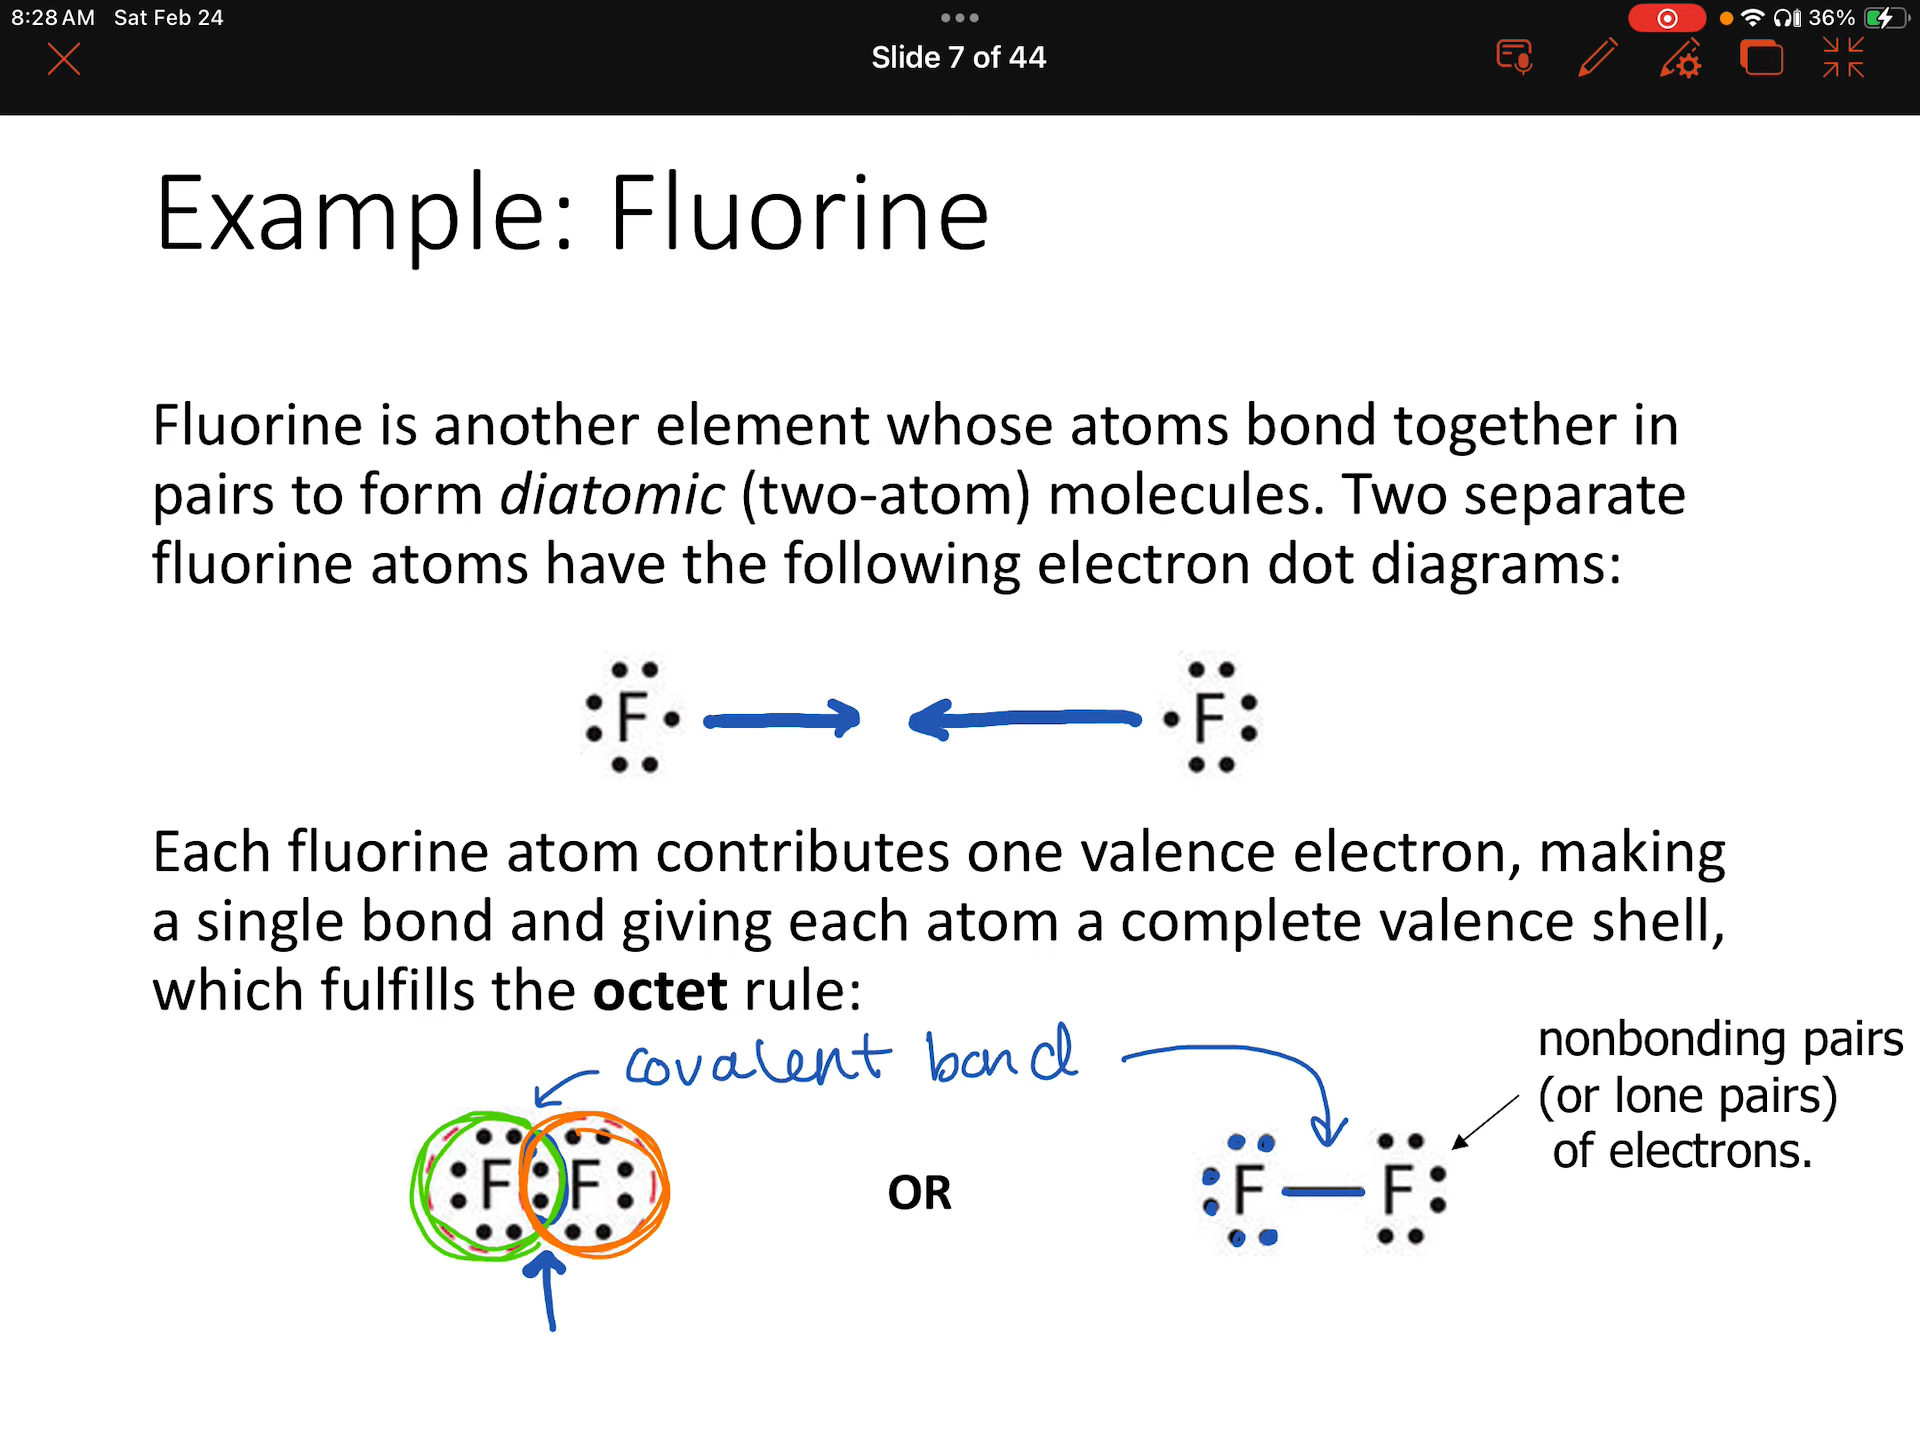 8:28 AM Sat Feb 24
36%
Slide 7 of 44
Example: Fluorine
Fluorine is another element whose atoms bond together in
pairs to form diatomic (two-atom) molecules. Two separate
fluorine atoms have the following electron dot diagrams:
F F
Each fluorine atom contributes one valence electron, making
a single bond and giving each atom a complete valence shell,
which fulfills the octet rule:
covalent bond
nonbonding pairs
(or lone pairs)
of electrons.
F F
OR
F — F